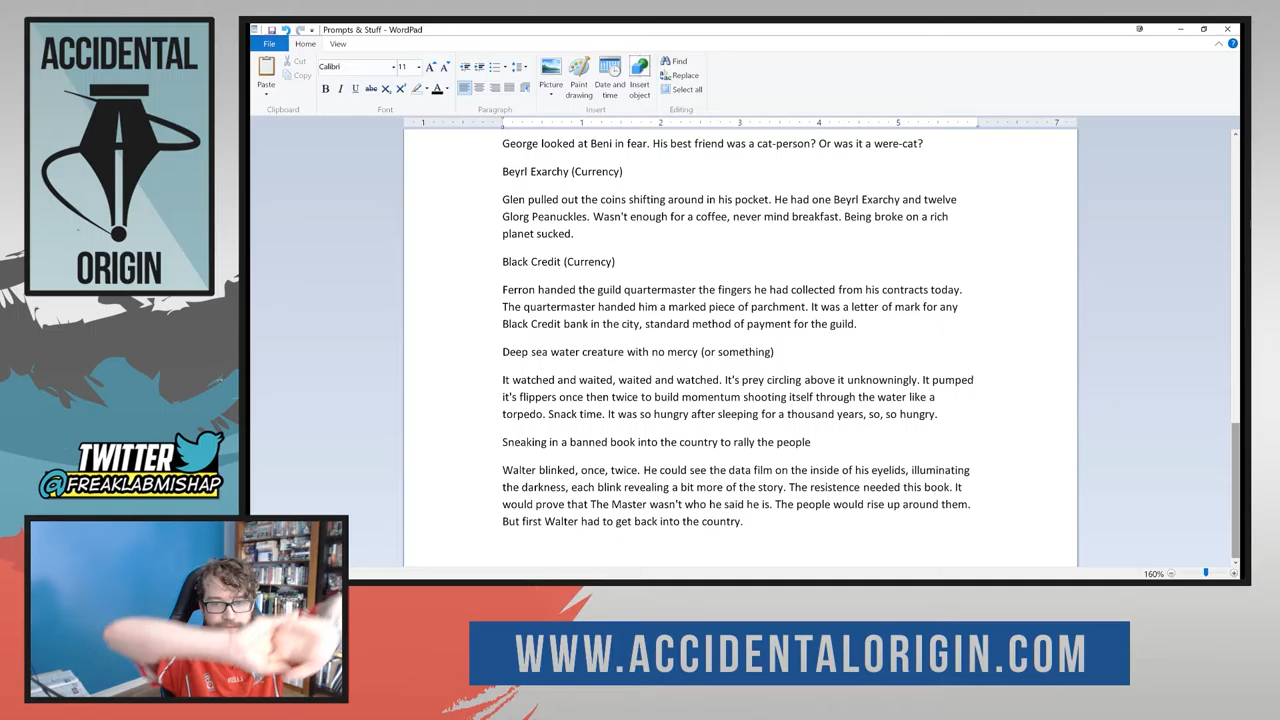 ACCIDENTAL
ORIGIN
TWITTER
@FREAKLABMISHAP
Prompts & Stuff - WordPad
File
Home
View
Paste
Cut
Copy
Clipboard
Calibri
11
B I U abc X₂ X²
A
Font
Paragraph
Picture
Paint drawing
Date and time
Insert object
Insert
Find
Replace
Select all
Editing
1 1 2 3 4 5 7
George looked at Beni in fear. His best friend was a cat-person? Or was it a were-cat?
Beyrl Exarchy (Currency)
Glen pulled out the coins shifting around in his pocket. He had one Beyrl Exarchy and twelve
Glorg Peanuckles. Wasn't enough for a coffee, never mind breakfast. Being broke on a rich
planet sucked.
Black Credit (Currency)
Ferron handed the guild quartermaster the fingers he had collected from his contracts today.
The quartermaster handed him a marked piece of parchment. It was a letter of mark for any
Black Credit bank in the city, standard method of payment for the guild.
Deep sea water creature with no mercy (or something)
It watched and waited, waited and watched. It's prey circling above it unknowningly. It pumped
it's flippers once then twice to build momentum shooting itself through the water like a
torpedo. Snack time. It was so hungry after sleeping for a thousand years, so, so hungry.
Sneaking in a banned book into the country to rally the people
Walter blinked, once, twice. He could see the data film on the inside of his eyelids, illuminating
the darkness, each blink revealing a bit more of the story. The resistence needed this book. It
would prove that The Master wasn't who he said he is. The people would rise up around them.
But first Walter had to get back into the country.
160%
WWW.ACCIDENTALORIGIN.COM